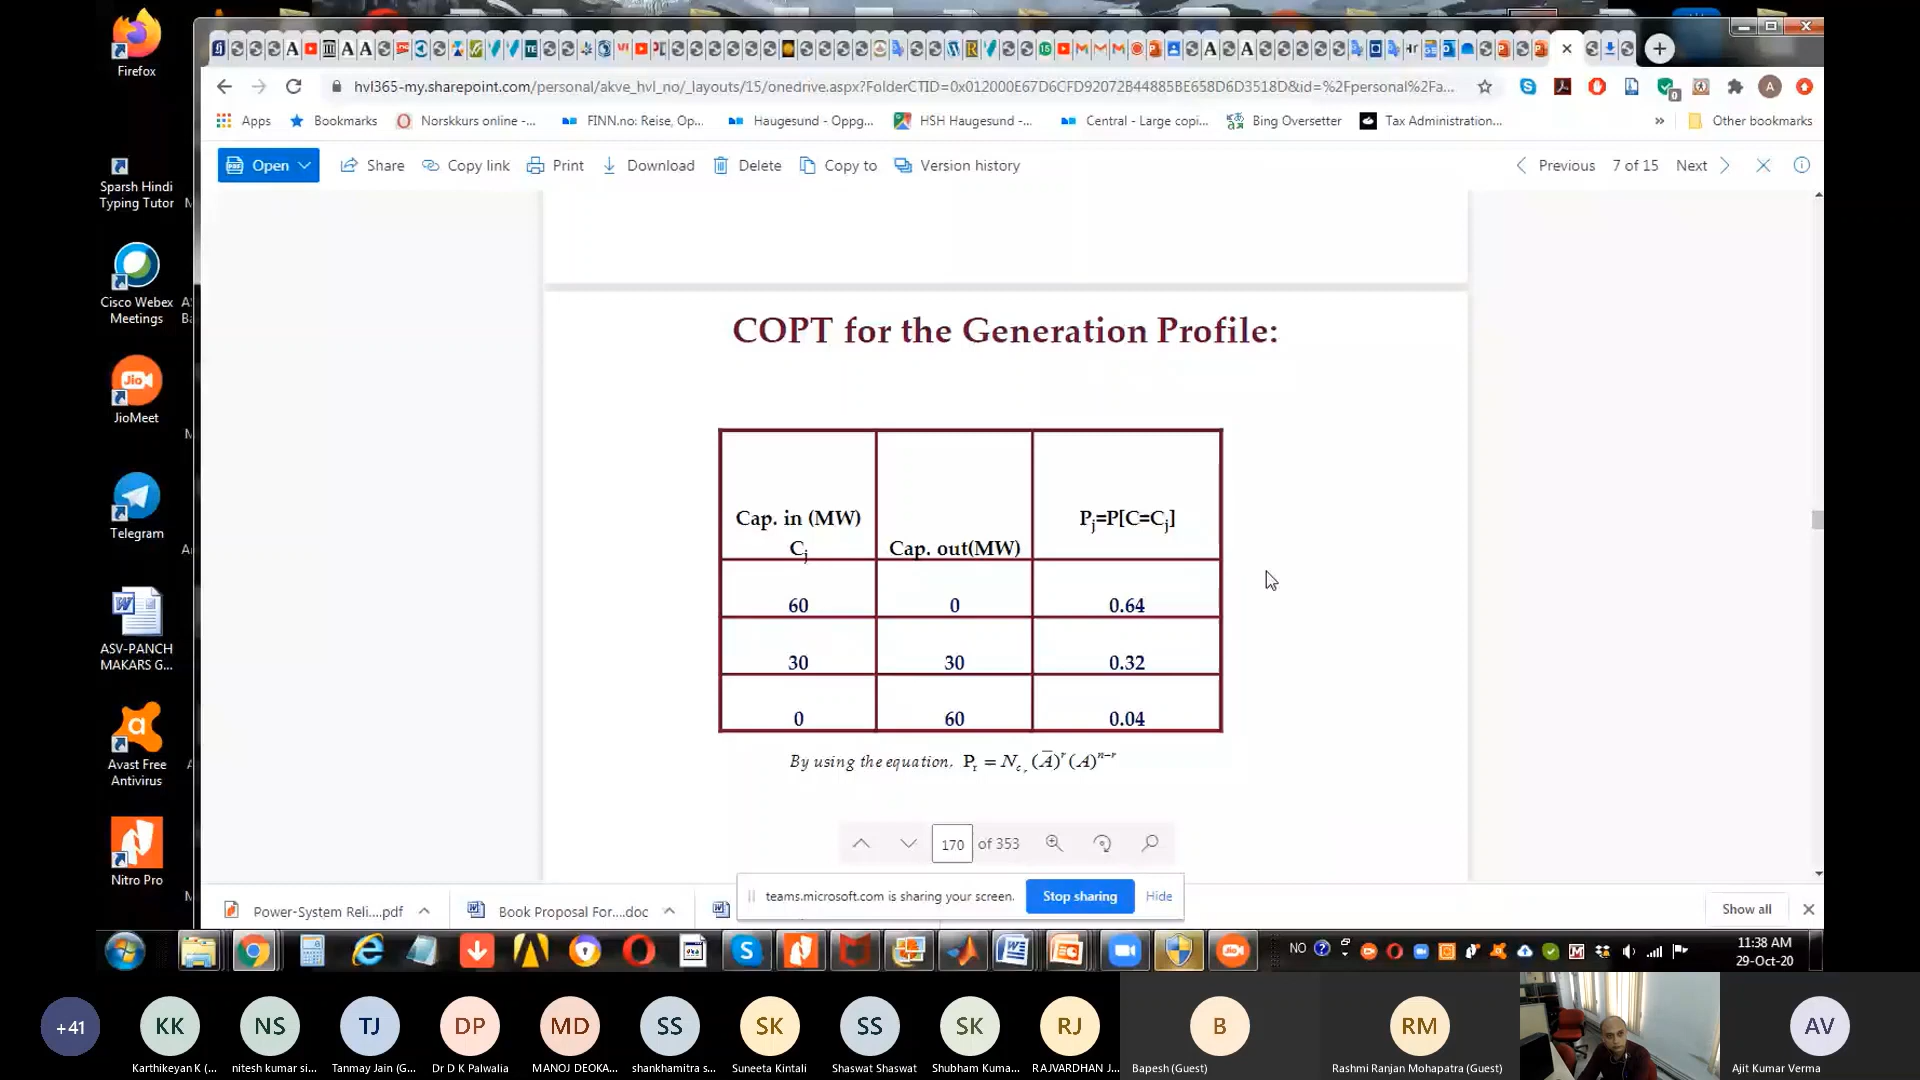 Firefox
hvl365-my.sharepoint.com/personal/akve_hvl_no/_layouts/15/onedrive.aspx?FolderCTID=0x012000E67D6CFD92072B44885BE658D6D3518D&id=%2Fpersonal%2Fa...
Apps Bookmarks Norskkurs online -... FINN.no: Reise, Op... Haugesund - Oppg... HSH Haugesund -... Central - Large copi... Bing Oversetter Tax Administration... » Other bookmarks
Open Share Copy link Print Download Delete Copy to Version history Previous 7 of 15 Next
Sparsh Hindi
Typing Tutor
Cisco Webex
Meetings
JioMeet
Telegram
ASV-PANCH
MAKARS G...
Avast Free
Antivirus
Nitro Pro
COPT for the Generation Profile:
Cap. in (MW) Cj Cap. out(MW) Pj=P[C=Cj]
60 0 0.64
30 30 0.32
0 60 0.04
By using the equation. Pr = Nc r (A̅)^r (A)^n-r
170 of 353
teams.microsoft.com is sharing your screen. Stop sharing Hide
Power-System Reli....pdf Book Proposal For....doc Show all
NO 11:38 AM
29-Oct-20
+41 KK NS TJ DP MD SS SK SS SK RJ B RM AV
Karthikeyan K (... nitesh kumar si... Tanmay Jain (G... Dr D K Palwalia MANOJ DEOKA... shankhamitra s... Suneeta Kintali Shaswat Shaswat Shubham Kuma... RAJVARDHAN J... Bapesh (Guest) Rashmi Ranjan Mohapatra (Guest) Ajit Kumar Verma